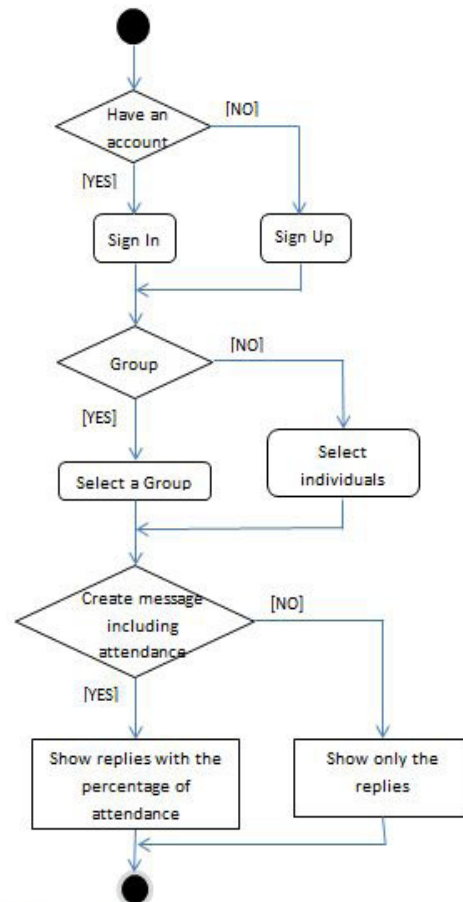 Have an
account
[NO]
[YES]
Sign In
Sign Up
Group
[NO]
[YES]
Select a Group
Select
individuals
Create message
including
attendance
[NO]
[YES]
Show replies with the
percentage of
attendance
Show only the
replies